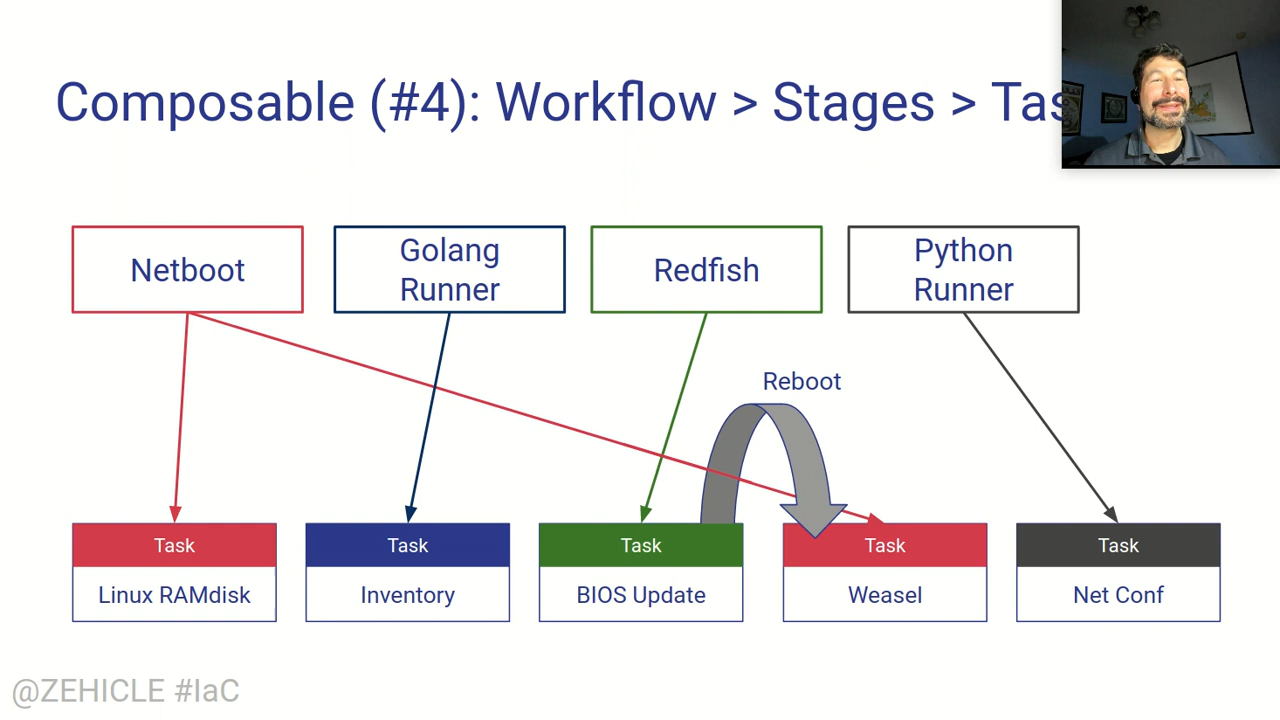 Composable (#4): Workflow > Stages > Tas
Netboot
Golang
Runner
Redfish
Python
Runner
Reboot
Task
Task
Task
Task
Task
Linux RAMdisk
Inventory
BIOS Update
Weasel
Net Conf
@ZEHICLE #IaC